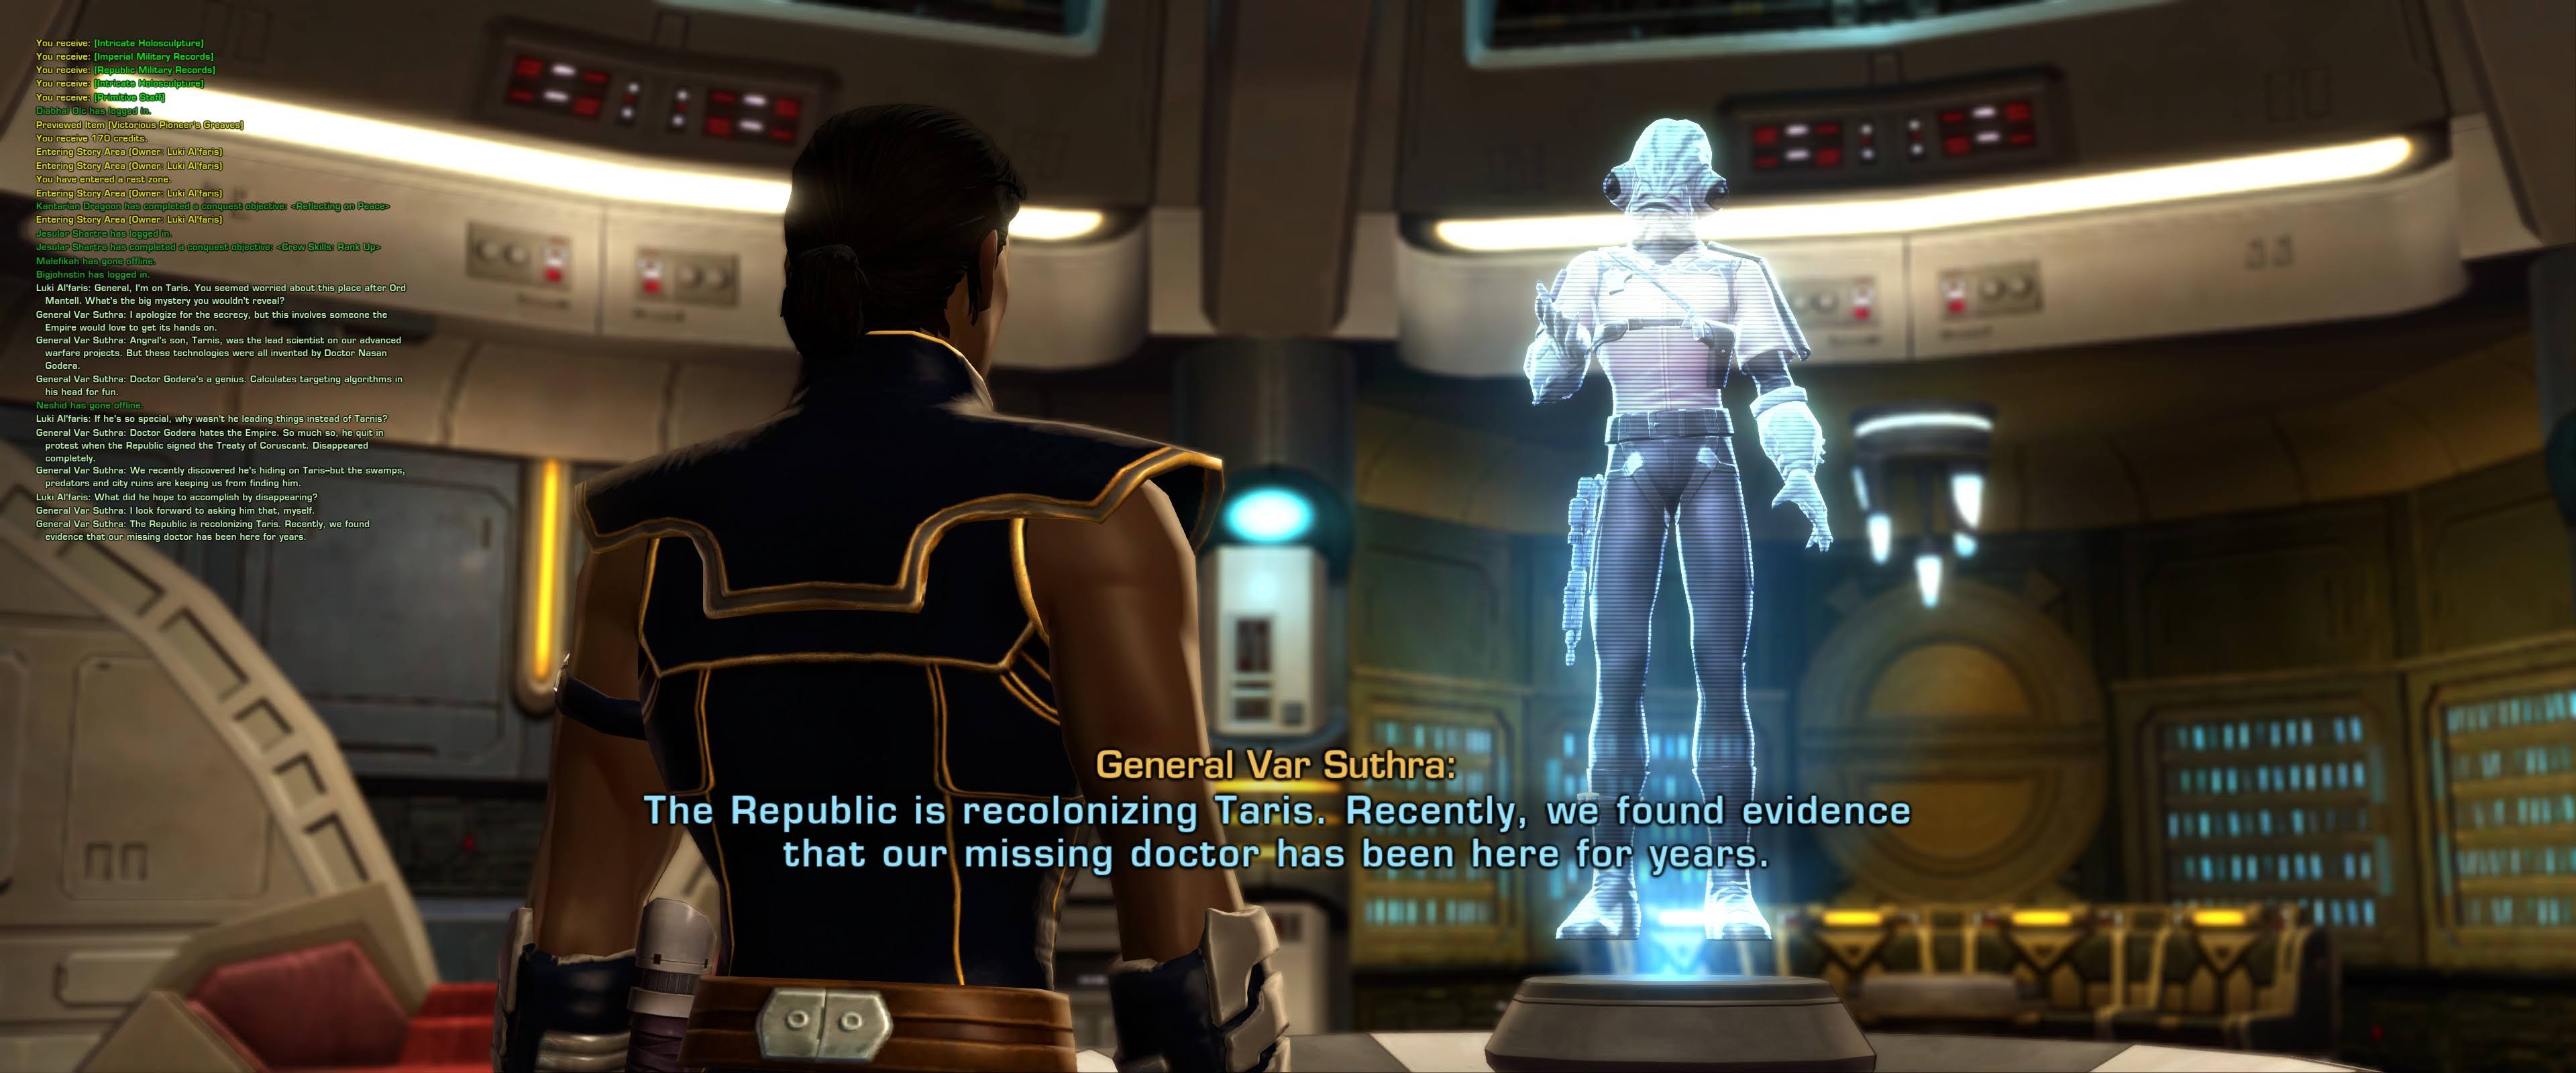 You receive: [Intricate Holosculpture]
You receive: [Imperial Military Records]
You receive: [Republic Military Records]
You receive: [Intricate Holosculpture]
You receive: [Primitive Staff]
has logged in.
Previewed Item [Victorious Pioneer's Greaves]
You receive 170 credits.
Entering Story Area (Owner: Luki Al'faris)
Entering Story Area (Owner: Luki Al'faris)
You have entered a rest zone.
Entering Story Area (Owner: Luki Al'faris)
Kantarian Dragoon has completed a conquest objective: <Reflecting on Peace>
Entering Story Area (Owner: Luki Al'faris)
Jesular Shartre has logged in.
Jesular Shartre has completed a conquest objective: <Crew Skills: Rank Up>
Malefikah has gone offline.
Bigjohnstin has logged in.
Luki Al'faris: General, I'm on Taris. You seemed worried about this place after Ord
Mantell. What's the big mystery you wouldn't reveal?
General Var Suthra: I apologize for the secrecy, but this involves someone the
Empire would love to get its hands on.
General Var Suthra: Angral's son, Tarnis, was the lead scientist on our advanced
warfare projects. But these technologies were all invented by Doctor Nasan
Godera.
General Var Suthra: Doctor Godera's a genius. Calculates targeting algorithms in
his head for fun.
Neshid has gone offline.
Luki Al'faris: If he's so special, why wasn't he leading things instead of Tarnis?
General Var Suthra: Doctor Godera hates the Empire. So much so, he quit in
protest when the Republic signed the Treaty of Coruscant. Disappeared
completely.
General Var Suthra: We recently discovered he's hiding on Taris—but the swamps,
predators and city ruins are keeping us from finding him.
Luki Al'faris: What did he hope to accomplish by disappearing?
General Var Suthra: I look forward to asking him that, myself.
General Var Suthra: The Republic is recolonizing Taris. Recently, we found
evidence that our missing doctor has been here for years.
General Var Suthra:
The Republic is recolonizing Taris. Recently, we found evidence
that our missing doctor has been here for years.